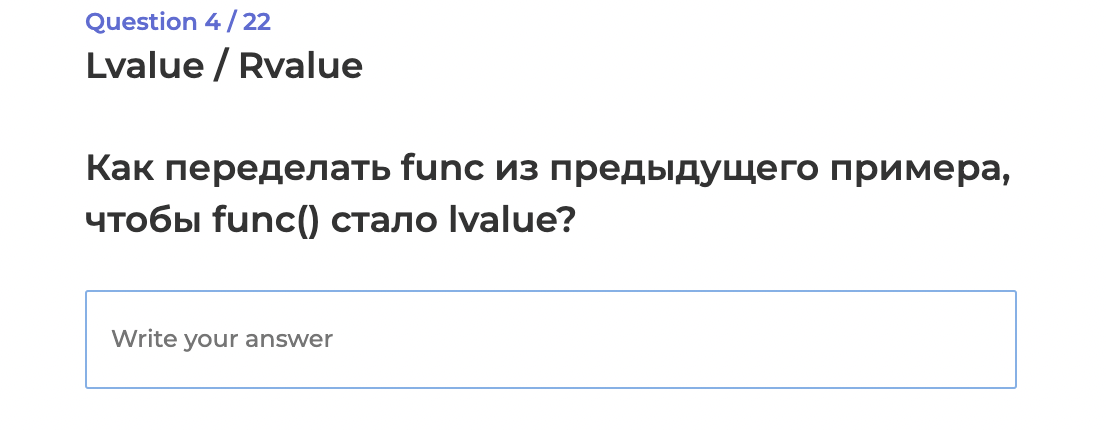 Question 4 / 22
Lvalue / Rvalue
Как переделать func из предыдущего примера,
чтобы func() стало lvalue?
Write your answer